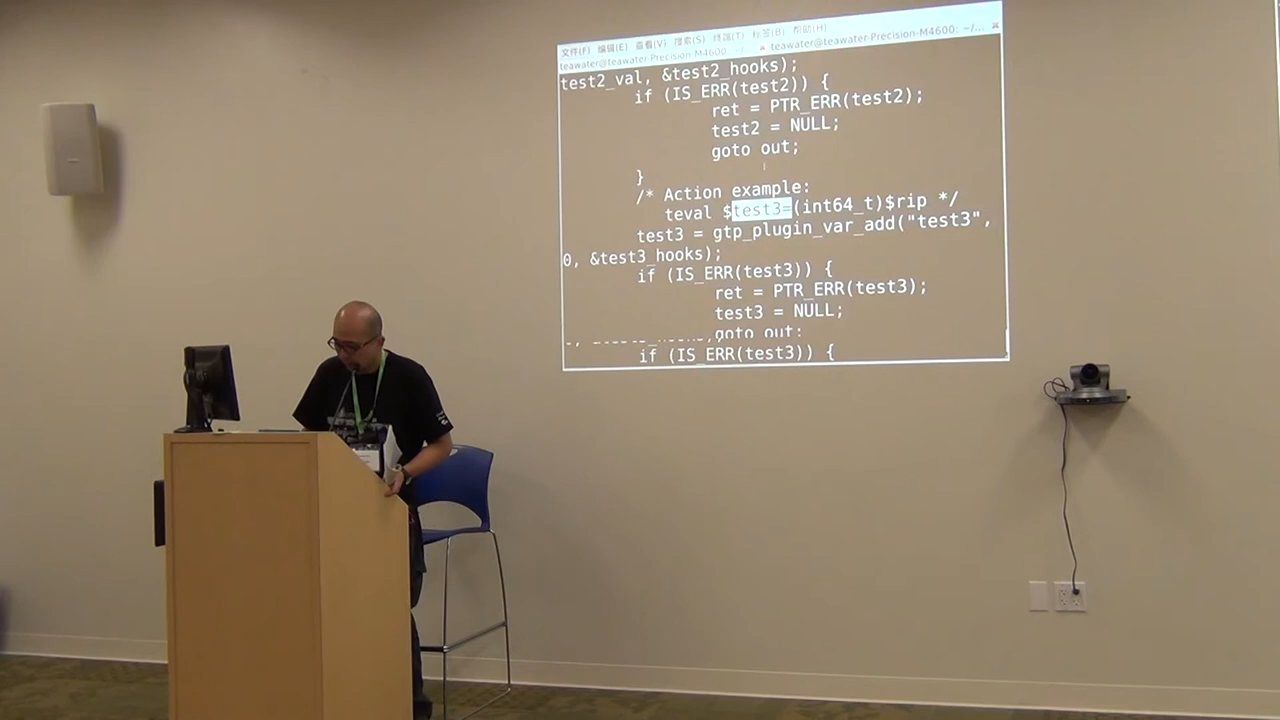 文件(F) 编辑(E) 查看(V) 搜索(S) 终端(T) 标签(B) 帮助(H)
teawater@teawater-Precision-M4600: ~/... teawater@teawater-Precision-M4600: ~/...
test2_val, &test2_hooks);
if (IS_ERR(test2)) {
ret = PTR_ERR(test2);
test2 = NULL;
goto out;
}
/* Action example:
teval $test3=(int64_t)$rip */
test3 = gtp_plugin_var_add("test3",
0, &test3_hooks);
if (IS_ERR(test3)) {
ret = PTR_ERR(test3);
test3 = NULL;
goto out;
if (IS_ERR(test3)) {